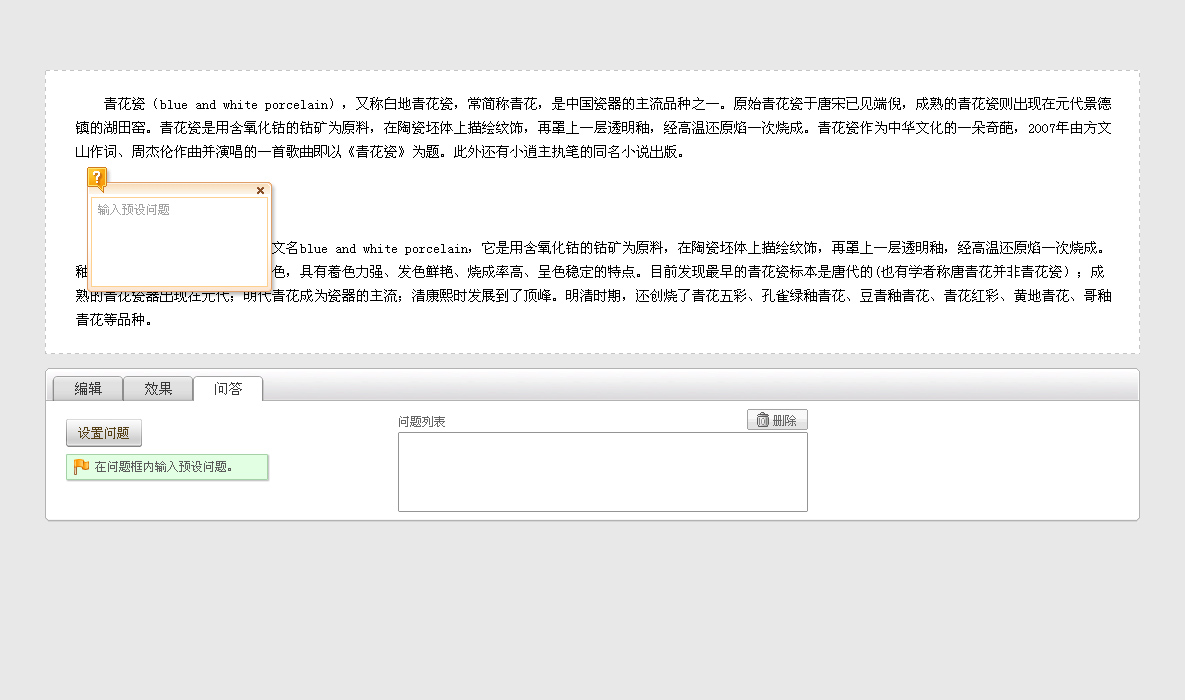 青花瓷（blue and white porcelain），又称白地青花瓷，常简称青花，是中国瓷器的主流品种之一。原始青花瓷于唐宋已见端倪，成熟的青花瓷则出现在元代景德
镇的湖田窑。青花瓷是用含氧化钴的钴矿为原料，在陶瓷坯体上描绘纹饰，再罩上一层透明釉，经高温还原焰一次烧成。青花瓷作为中华文化的一朵奇葩，2007年由方文
山作词、周杰伦作曲并演唱的一首歌曲即以《青花瓷》为题。此外还有小逍主执笔的同名小说出版。
?
×
输入预设问题
文名blue and white porcelain，它是用含氧化钴的钴矿为原料，在陶瓷坯体上描绘纹饰，再罩上一层透明釉，经高温还原焰一次烧成。
釉 色，具有着色力强、发色鲜艳、烧成率高、呈色稳定的特点。目前发现最早的青花瓷标本是唐代的(也有学者称唐青花并非青花瓷）；成
熟的青花瓷器出现在元代；明代青花成为瓷器的主流；清康熙时发展到了顶峰。明清时期，还创烧了青花五彩、孔雀绿釉青花、豆青釉青花、青花红彩、黄地青花、哥釉
青花等品种。
编辑 效果 问答
设置问题
在问题框内输入预设问题。
问题列表
删除